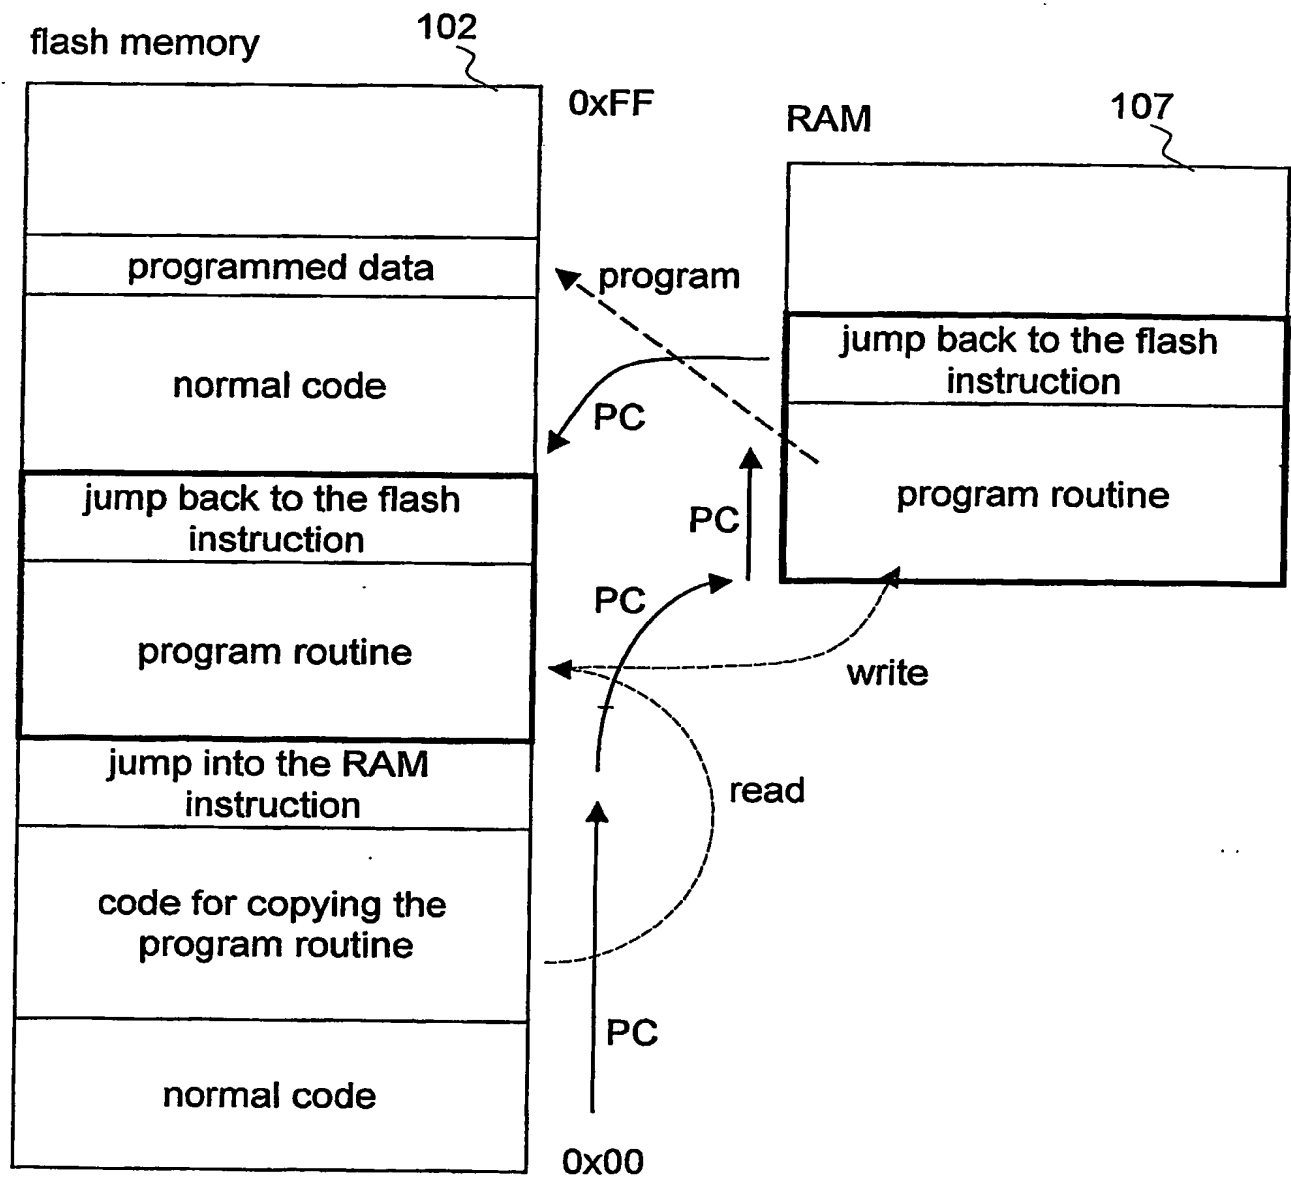 flash memory
102
0xFF
programmed data
normal code
jump back to the flash
instruction
program routine
jump into the RAM
instruction
code for copying the
program routine
normal code
0x00
program
PC
PC
PC
write
read
PC
RAM
107
jump back to the flash
instruction
program routine